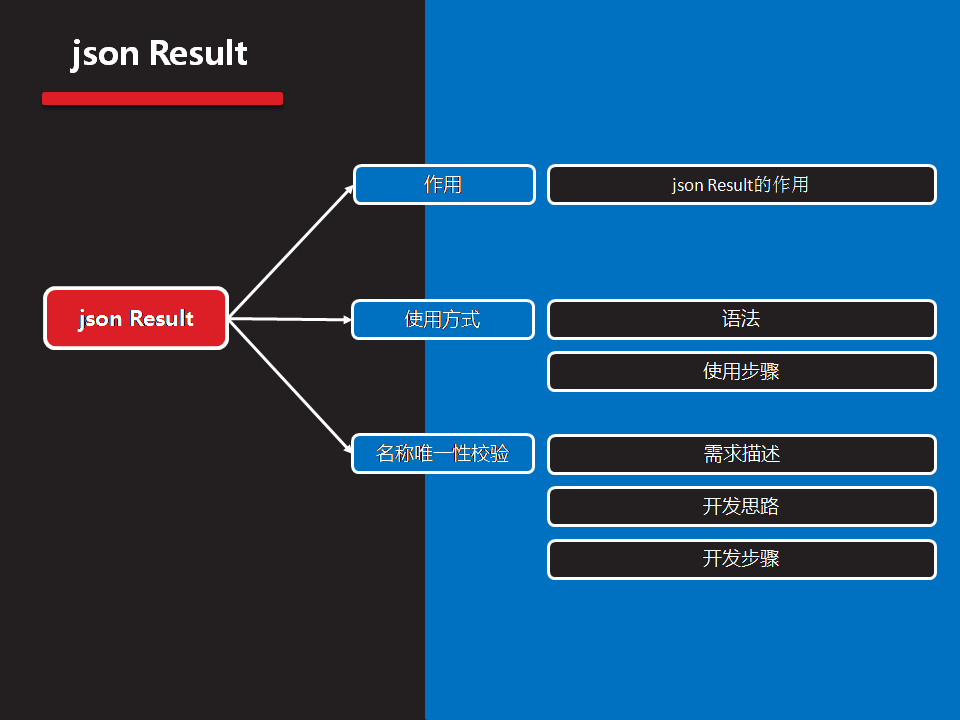 json Result
作用
json Result的作用
json Result
使用方式
语法
使用步骤
名称唯一性校验
需求描述
开发思路
开发步骤